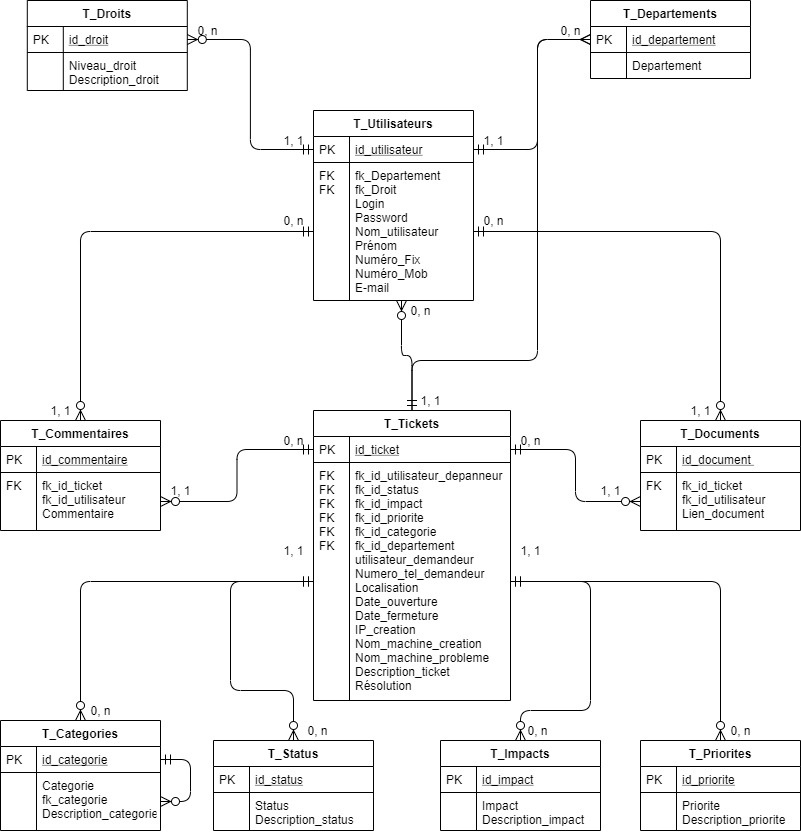 T_Droits
PK id_droit
Niveau_droit
Description_droit
0, n
T_Departements
PK id_departement
Departement
0, n
T_Utilisateurs
PK id_utilisateur
FK fk_Departement
FK fk_Droit
Login
Password
Nom_utilisateur
Prénom
Numéro_Fix
Numéro_Mob
E-mail
1, 1
1, 1
0, n
0, n
0, n
1, 1
T_Commentaires
PK id_commentaire
FK fk_id_ticket
fk_id_utilisateur
Commentaire
1, 1
1, 1
T_Tickets
PK id_ticket
FK fk_id_utilisateur_depanneur
FK fk_id_status
FK fk_id_impact
FK fk_id_priorite
FK fk_id_categorie
FK fk_id_departement
utilisateur_demandeur
Numero_tel_demandeur
Localisation
Date_ouverture
Date_fermeture
IP_creation
Nom_machine_creation
Nom_machine_probleme
Description_ticket
Résolution
0, n
0, n
1, 1
1, 1
T_Documents
PK id_document
FK fk_id_ticket
fk_id_utilisateur
Lien_document
1, 1
1, 1
T_Categories
PK id_categorie
Categorie
fk_categorie
Description_categorie
0, n
T_Status
PK id_status
Status
Description_status
0, n
T_Impacts
PK id_impact
Impact
Description_impact
0, n
T_Priorites
PK id_priorite
Priorite
Description_priorite
0, n